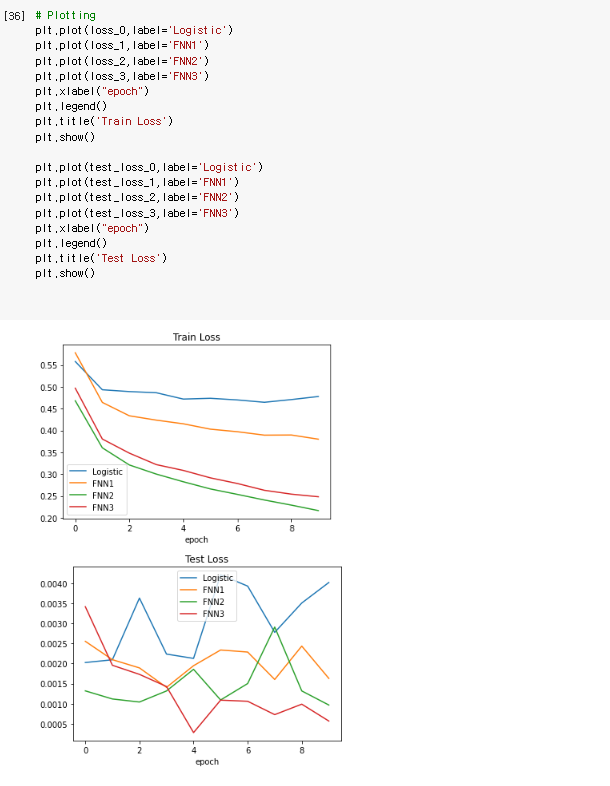 [36] # Plotting
plt.plot(loss_0,label='Logistic')
plt.plot(loss_1,label='FNN1')
plt.plot(loss_2,label='FNN2')
plt.plot(loss_3,label='FNN3')
plt.xlabel("epoch")
plt.legend()
plt.title('Train Loss')
plt.show()
plt.plot(test_loss_0,label='Logistic')
plt.plot(test_loss_1,label='FNN1')
plt.plot(test_loss_2,label='FNN2')
plt.plot(test_loss_3,label='FNN3')
plt.xlabel("epoch")
plt.legend()
plt.title('Test Loss')
plt.show()
Train Loss
0.55
0.50
0.45
0.40
0.35
0.30
0.25
0.20
Logistic
FNN1
FNN2
FNN3
0 2 4 6 8
epoch
Test Loss
0.0040
0.0035
0.0030
0.0025
0.0020
0.0015
0.0010
0.0005
Logistic
FNN1
FNN2
FNN3
0 2 4 6 8
epoch